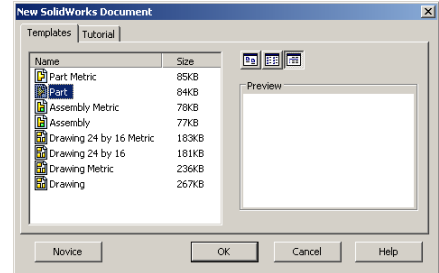 New SolidWorks Document
Templates Tutorial
Name Size
Part Metric 85KB
Part 84KB
Assembly Metric 78KB
Assembly 77KB
Drawing 24 by 16 Metric 183KB
Drawing 24 by 16 181KB
Drawing Metric 236KB
Drawing 267KB
Preview
Novice OK Cancel Help